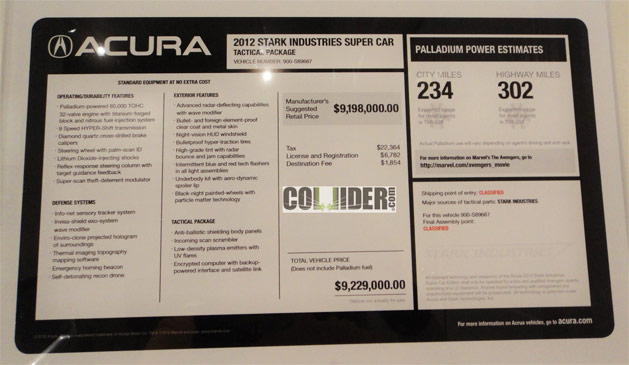 ACURA
2012 STARK INDUSTRIES SUPER CAR
TACTICAL PACKAGE
VEHICLE NUMBER: 900-S89667
STANDARD EQUIPMENT AT NO EXTRA COST
OPERATING/DURABILITY FEATURES
· Palladium-powered 60,000 TOHC
32-valve engine with titanium-forged
block and nitrous fuel injection system
· 9 Speed HYPER-Shift transmission
· Diamond quartz cross-drilled brake
calipers
· Steering wheel with palm-scan ID
· Lithium Dioxide-injecting shocks
· Reflex-response steering column with
target guidance feedback
· Super-scan theft-deterrent modulator
DEFENSE SYSTEMS
· Info-net sensory tracker system
· Inviso-shield exo-system
wave modifier
· Enviro-clone projected hologram
of surroundings
· Thermal imaging topography
mapping software
· Emergency homing beacon
· Self-detonating recon drone
EXTERIOR FEATURES
· Advanced radar-deflecting capabilities
with wave modifier
· Bullet- and foreign element-proof
clear coat and metal skin
· Night-vision HUD windshield
· Bulletproof hyper-traction tires
· High-grade tint with radar
bounce and jam capabilities
· Intermittent blue and red tech flashers
in all light assemblies
· Underbody kit with aero-dynamic
spoiler lip
· Black-night painted-wheels with
particle matter technology
TACTICAL PACKAGE
· Anti-ballistic shielding body panels
· Incoming scan scrambler
· Low-density plasma emitters with
UV flares
· Encrypted computer with backup-
powered interface and satellite link
Manufacturer's
Suggested
Retail Price
$9,198,000.00
Tax $22,364
License and Registration $6,782
Destination Fee $1,854
COLLIDER.com
TOTAL VEHICLE PRICE
(Does not include Palladium fuel)
$9,229,000.00
PALLADIUM POWER ESTIMATES
CITY MILES
234
HIGHWAY MILES
302
For more information on Marvel's The Avengers, go to
http://marvel.com/avengers_movie
Shipping point of entry: CLASSIFIED
Major sources of tactical parts: STARK INDUSTRIES
For this vehicle 900-S89667
Final Assembly point:
CLASSIFIED
STARK INDUSTRIES
For more information on Acrua vehicles, go to acura.com